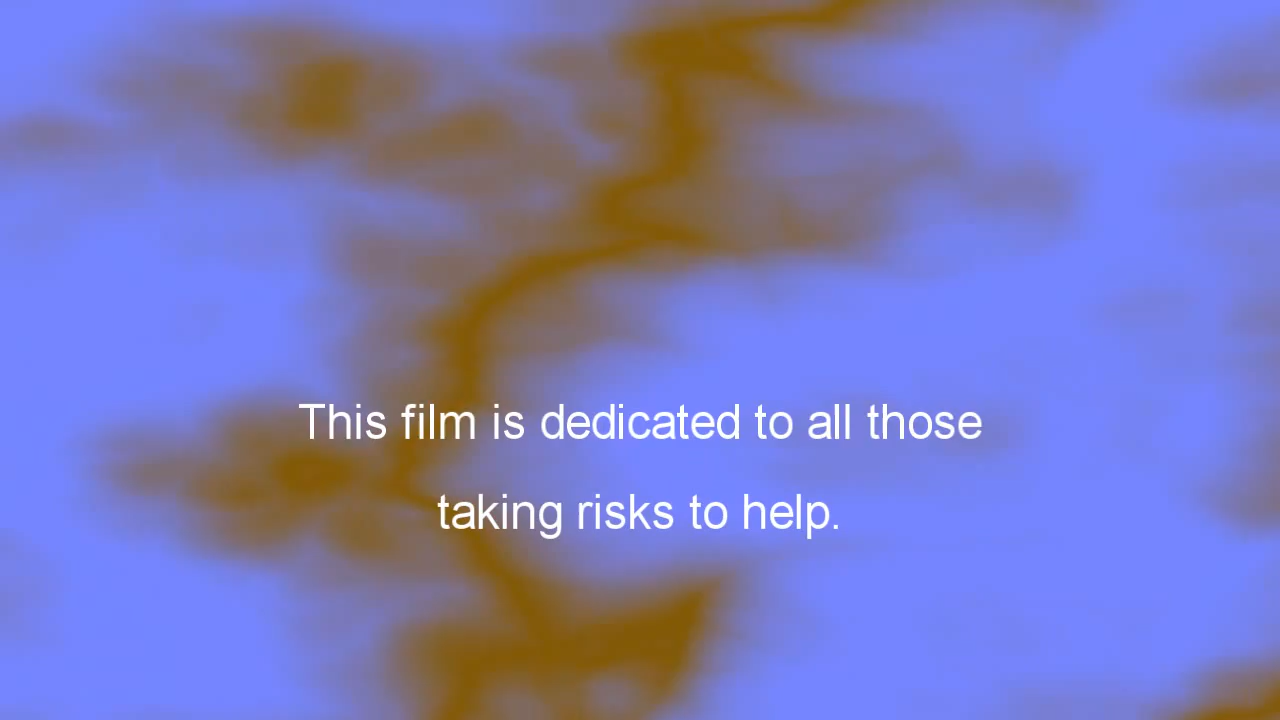 This film is dedicated to all those
taking risks to help.